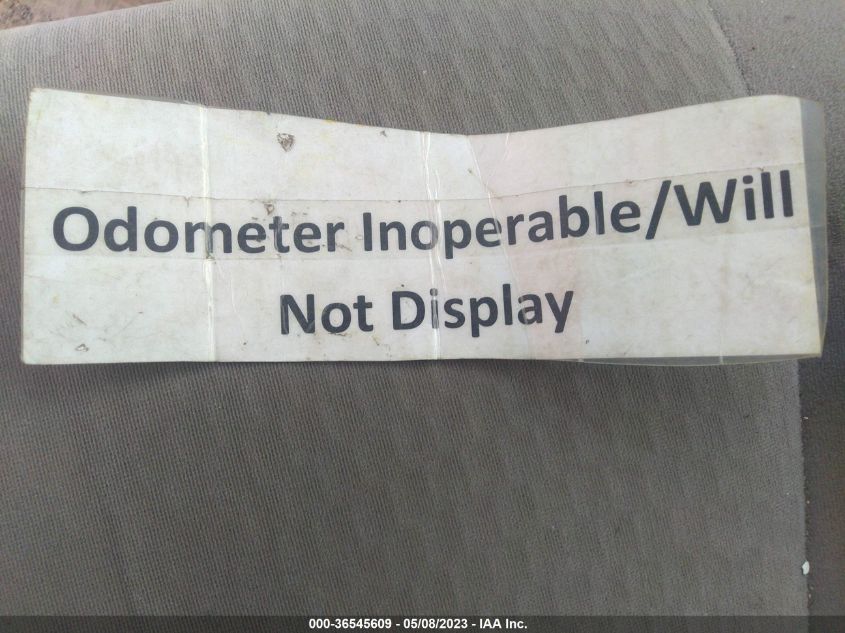 Odometer Inoperable/Will
Not Display
000-36545609 - 05/08/2023 - IAA Inc.